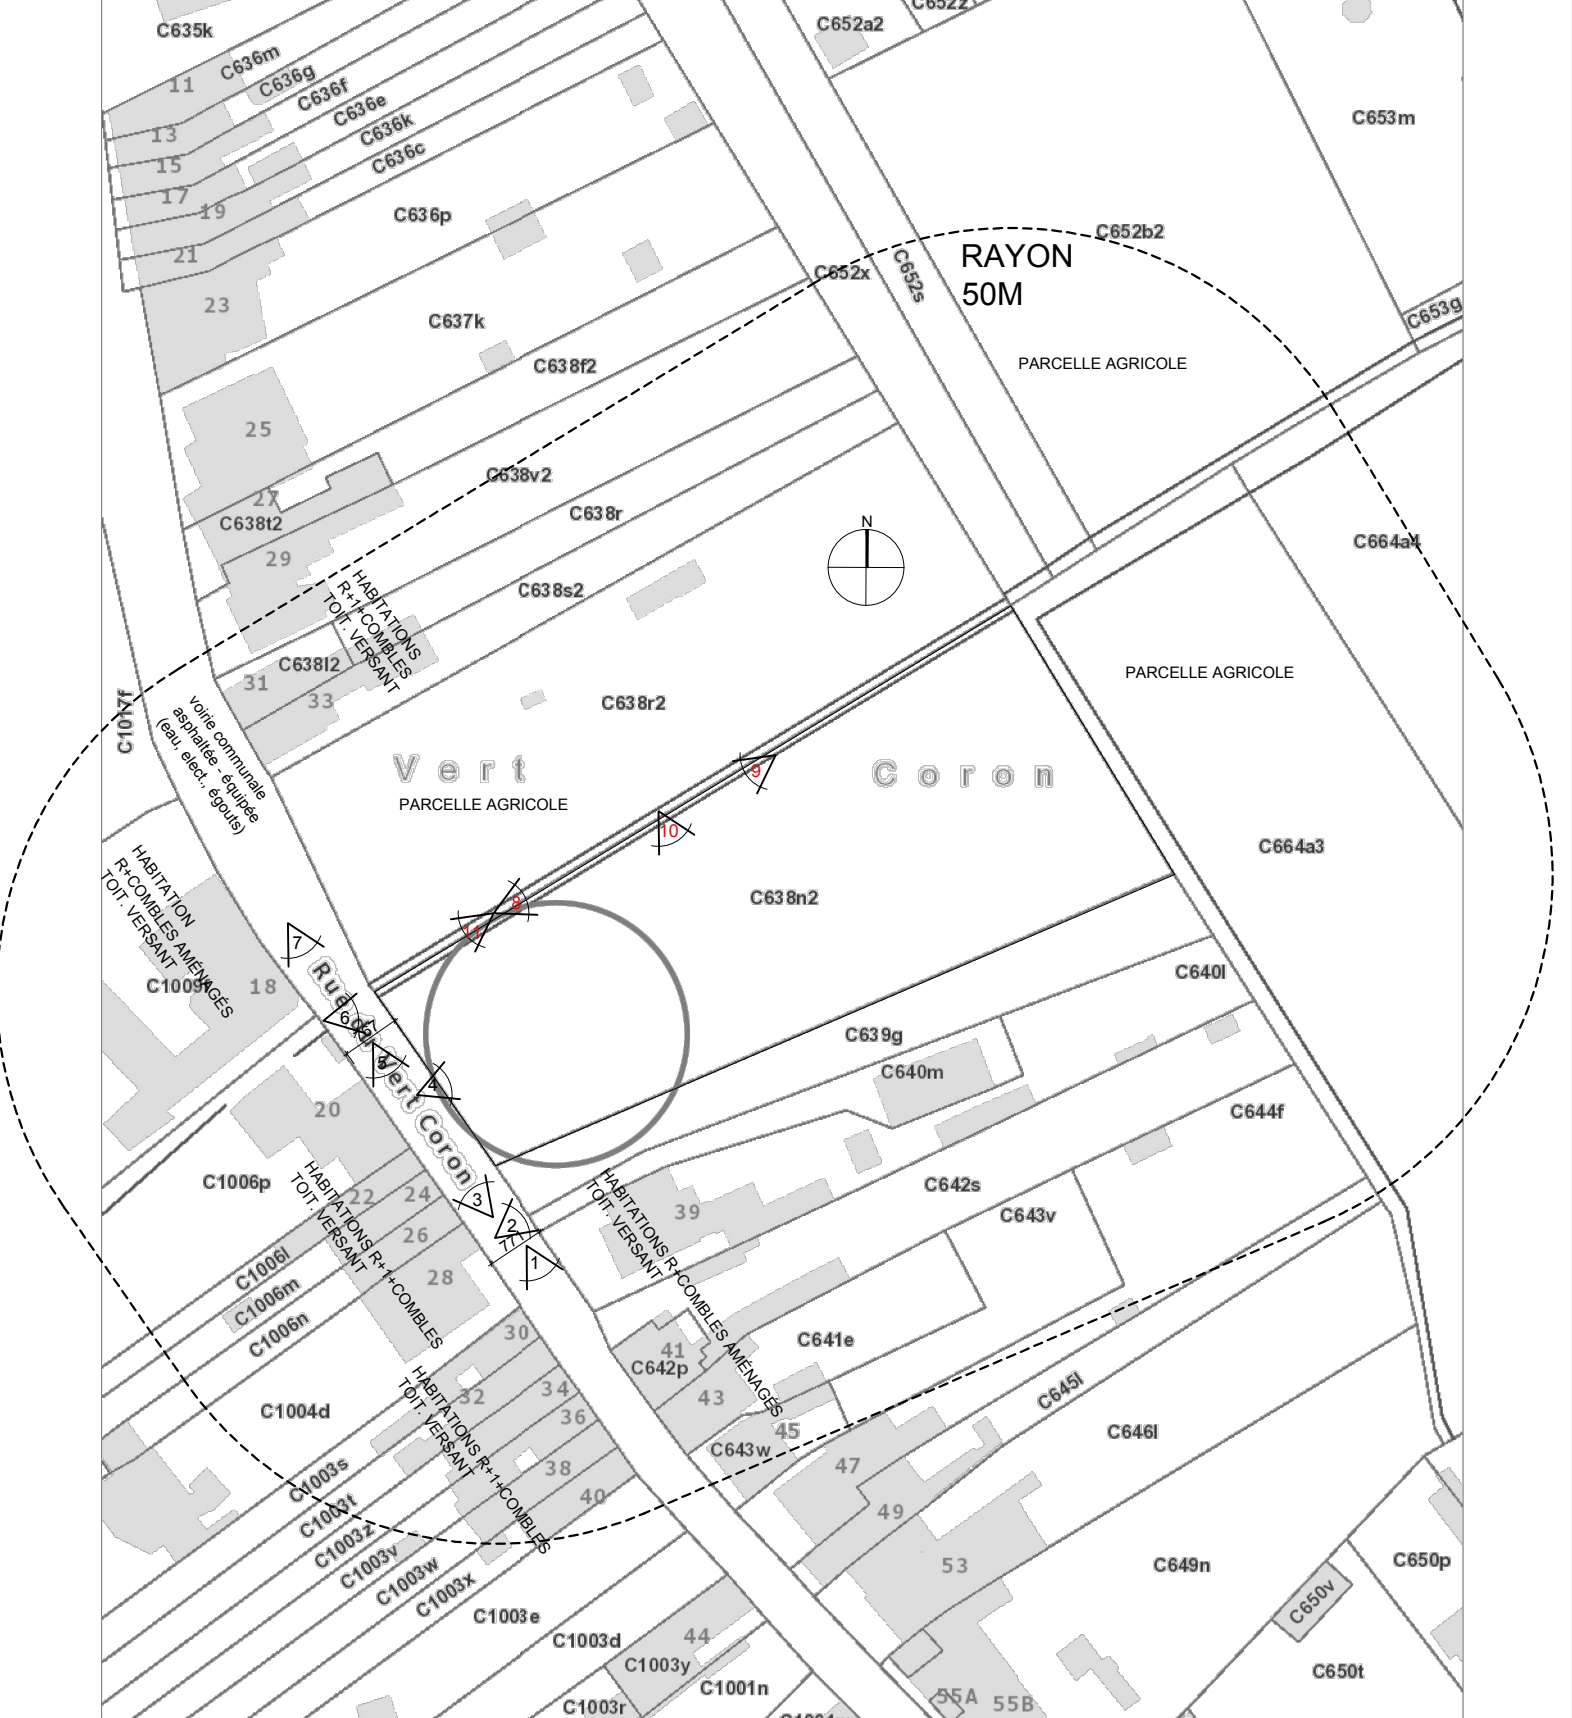 C635k
C652a2
C652z
C653m
C636m
C636g
C636f
C636e
C636k
C636c
11
13
15
17
19
21
23
C636p
C652b2
RAYON
50M
C652x
C652s
C653g
C637k
C638f2
PARCELLE AGRICOLE
25
27
C638t2
29
C638v2
C638r
N
C664a4
HABITATIONS
R+1+COMBLES
TOIT. VERSANT
C638s2
C638l2
31
33
C638r2
PARCELLE AGRICOLE
C1017f
voirie communale
asphaltée - équipée
(eau, elect., égouts)
Vert Coron
PARCELLE AGRICOLE
9
10
8
11
C664a3
C638n2
HABITATION
R+COMBLES AMÉNAGÉS
TOIT. VERSANT
18
7
6
5
4
3
2
1
Rue du Vert Coron
C640l
C639g
C640m
C644f
20
C1006p
22
24
26
28
HABITATIONS R+1+COMBLES
TOIT. VERSANT
39
HABITATIONS R+COMBLES AMÉNAGÉS
TOIT. VERSANT
C642s
C643v
C1006l
C1006m
C1006n
30
32
34
36
38
40
HABITATIONS R+1+COMBLES
TOIT. VERSANT
41
C642p
43
C641e
45
C643w
47
49
53
C645l
C646l
C1004d
C1003s
C1003t
C1003z
C1003v
C1003w
C1003x
C1003e
C1003d
44
C1003y
C1003r
C1001n
C649n
C650p
C650v
C650t
55A
55B